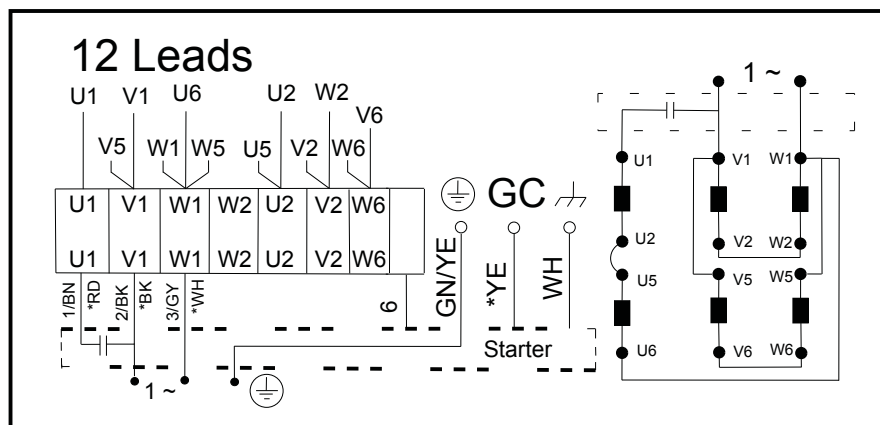 12 Leads
U1 V1 U6 U2 W2 V6
V5 W1 W5 U5 V2 W6
U1 V1 W1 W2 U2 V2 W6
U1 V1 W1 W2 U2 V2 W6
1/BN
*RD
2/BK
*BK
3/GY
*WH
6
GN/YE
GC
*YE
WH
Starter
1 ~
1 ~
U1 V1 W1
U2 V2 W2
U5 V5 W5
U6 V6 W6